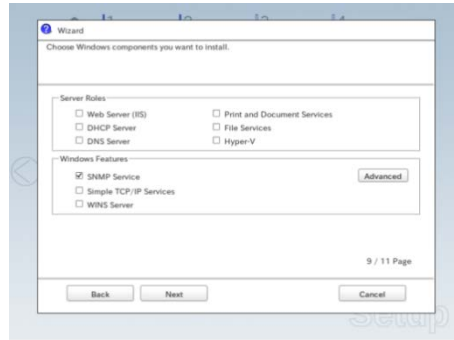 Wizard
Choose Windows components you want to install.
Server Roles
Web Server (IIS) Print and Document Services
DHCP Server File Services
DNS Server Hyper-V
Windows Features
SNMP Service Advanced
Simple TCP/IP Services
WINS Server
9 / 11 Page
Back Next Cancel
Setup